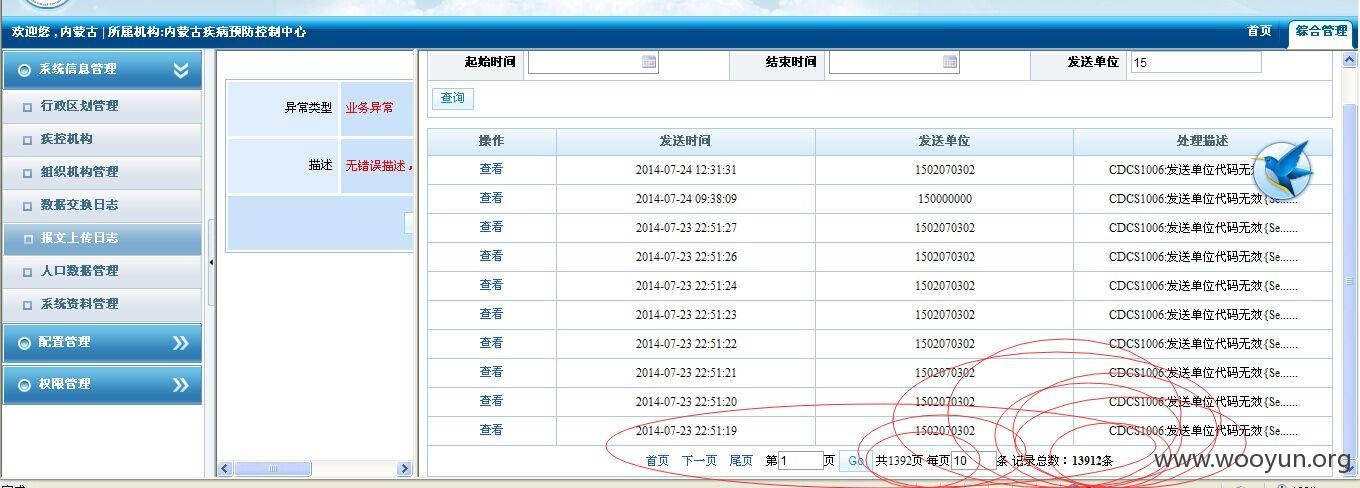 欢迎您 , 内蒙古 | 所属机构:内蒙古疾病预防控制中心
首页
综合管理
系统信息管理
行政区划管理
疾控机构
组织机构管理
数据交换日志
报文上传日志
人口数据管理
系统资料管理
配置管理
权限管理
异常类型
业务异常
描述
无错误描述，
起始时间
结束时间
发送单位
15
查询
操作 发送时间 发送单位 处理描述
查看 2014-07-24 12:31:31 1502070302 CDCS1006:发送单位代码无效
查看 2014-07-24 09:38:09 150000000 CDCS1006:发送单位代码无效{Se......
查看 2014-07-23 22:51:27 1502070302 CDCS1006:发送单位代码无效{Se......
查看 2014-07-23 22:51:26 1502070302 CDCS1006:发送单位代码无效{Se......
查看 2014-07-23 22:51:24 1502070302 CDCS1006:发送单位代码无效{Se......
查看 2014-07-23 22:51:23 1502070302 CDCS1006:发送单位代码无效{Se......
查看 2014-07-23 22:51:22 1502070302 CDCS1006:发送单位代码无效{Se......
查看 2014-07-23 22:51:21 1502070302 CDCS1006:发送单位代码无效{Se......
查看 2014-07-23 22:51:20 1502070302 CDCS1006:发送单位代码无效{Se......
查看 2014-07-23 22:51:19 1502070302 CDCS1006:发送单位代码无效{Se......
首页 下一页 尾页 第1页 Go 共1392页 每页10条 记录总数：13912条
www.wooyun.org